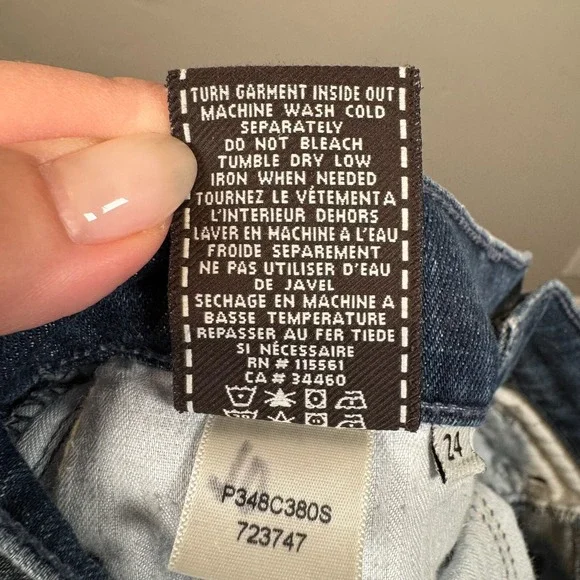 TURN GARMENT INSIDE OUT
MACHINE WASH COLD
SEPARATELY
DO NOT BLEACH
TUMBLE DRY LOW
IRON WHEN NEEDED
TOURNEZ LE VÉTEMENT A
L'INTERIEUR DEHORS
LAVER EN MACHINE À L'EAU
FROIDE SEPAREMENT
NE PAS UTILISER D'EAU
DE JAVEL
SECHAGE EN MACHINE A
BASSE TEMPERATURE
REPASSER AU FER TIEDE
SI NÉCESSAIRE
RN # 115561
CA # 34460
24
P348C380S
723747